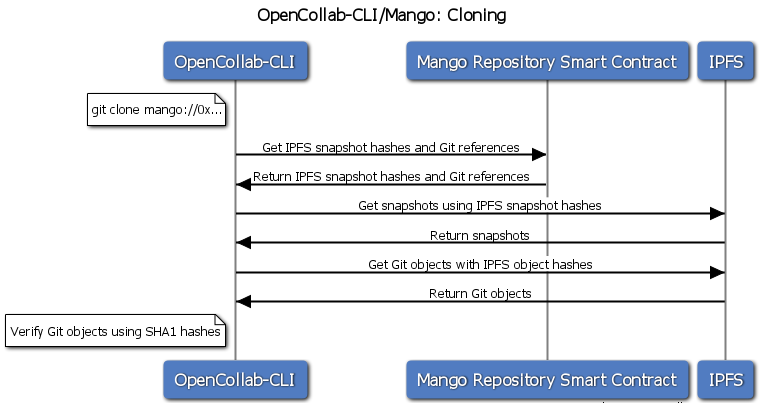 OpenCollab-CLI/Mango: Cloning
OpenCollab-CLI
Mango Repository Smart Contract
IPFS
git clone mango://0x...
Get IPFS snapshot hashes and Git references
Return IPFS snapshot hashes and Git references
Get snapshots using IPFS snapshot hashes
Return snapshots
Get Git objects with IPFS object hashes
Return Git objects
Verify Git objects using SHA1 hashes
OpenCollab-CLI
Mango Repository Smart Contract
IPFS